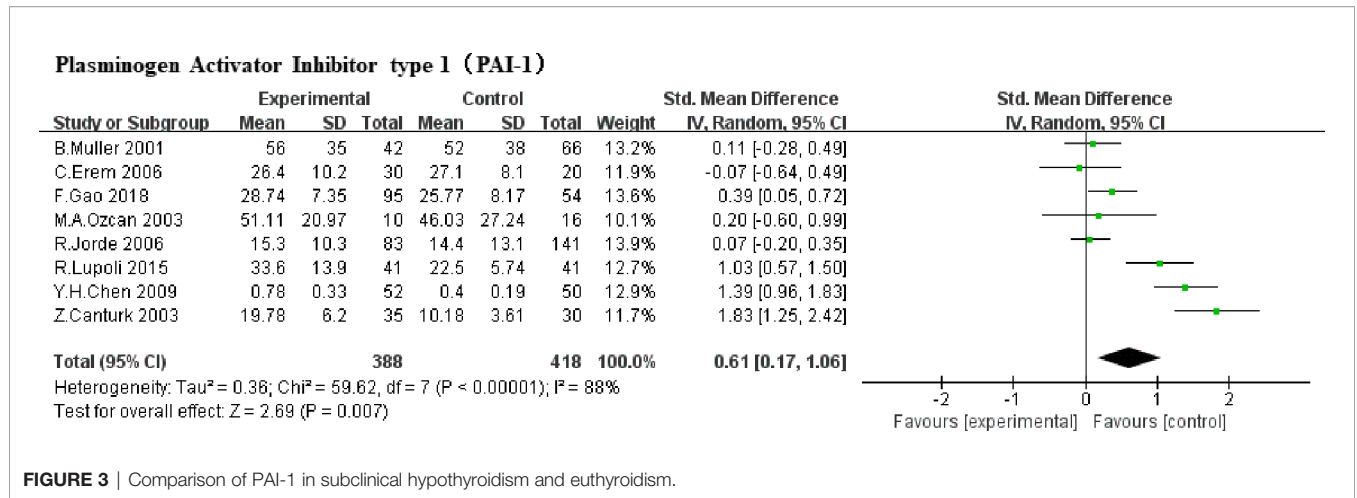 Plasminogen Activator Inhibitor type 1 (PAI-1)
Experimental Control Std. Mean Difference Std. Mean Difference
Study or Subgroup Mean SD Total Mean SD Total Weight IV, Random, 95% CI IV, Random, 95% CI
B.Muller 2001 56 35 42 52 38 66 13.2% 0.11 [-0.28, 0.49]
C.Erem 2006 26.4 10.2 30 27.1 8.1 20 11.9% -0.07 [-0.64, 0.49]
F.Gao 2018 28.74 7.35 95 25.77 8.17 54 13.6% 0.39 [0.05, 0.72]
M.A.Ozcan 2003 51.11 20.97 10 46.03 27.24 16 10.1% 0.20 [-0.60, 0.99]
R.Jorde 2006 15.3 10.3 83 14.4 13.1 141 13.9% 0.07 [-0.20, 0.35]
R.Lupoli 2015 33.6 13.9 41 22.5 5.74 41 12.7% 1.03 [0.57, 1.50]
Y.H.Chen 2009 0.78 0.33 52 0.4 0.19 50 12.9% 1.39 [0.96, 1.83]
Z.Canturk 2003 19.78 6.2 35 10.18 3.61 30 11.7% 1.83 [1.25, 2.42]
Total (95% CI) 388 418 100.0% 0.61 [0.17, 1.06]
Heterogeneity: Tau² = 0.36; Chi² = 59.62, df = 7 (P < 0.00001); I² = 88%
Test for overall effect: Z = 2.69 (P = 0.007)
-2 -1 0 1 2
Favours [experimental] Favours [control]
FIGURE 3 | Comparison of PAI-1 in subclinical hypothyroidism and euthyroidism.